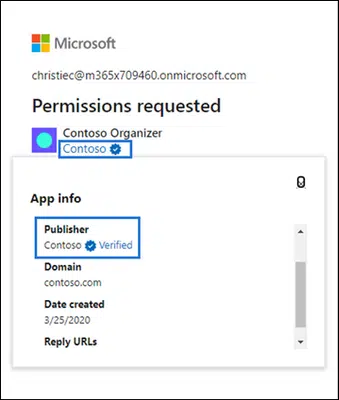 Microsoft
christiec@m365x709460.onmicrosoft.com
Permissions requested
Contoso Organizer
Contoso
App info
Publisher
Contoso Verified
Domain
contoso.com
Date created
3/25/2020
Reply URLs